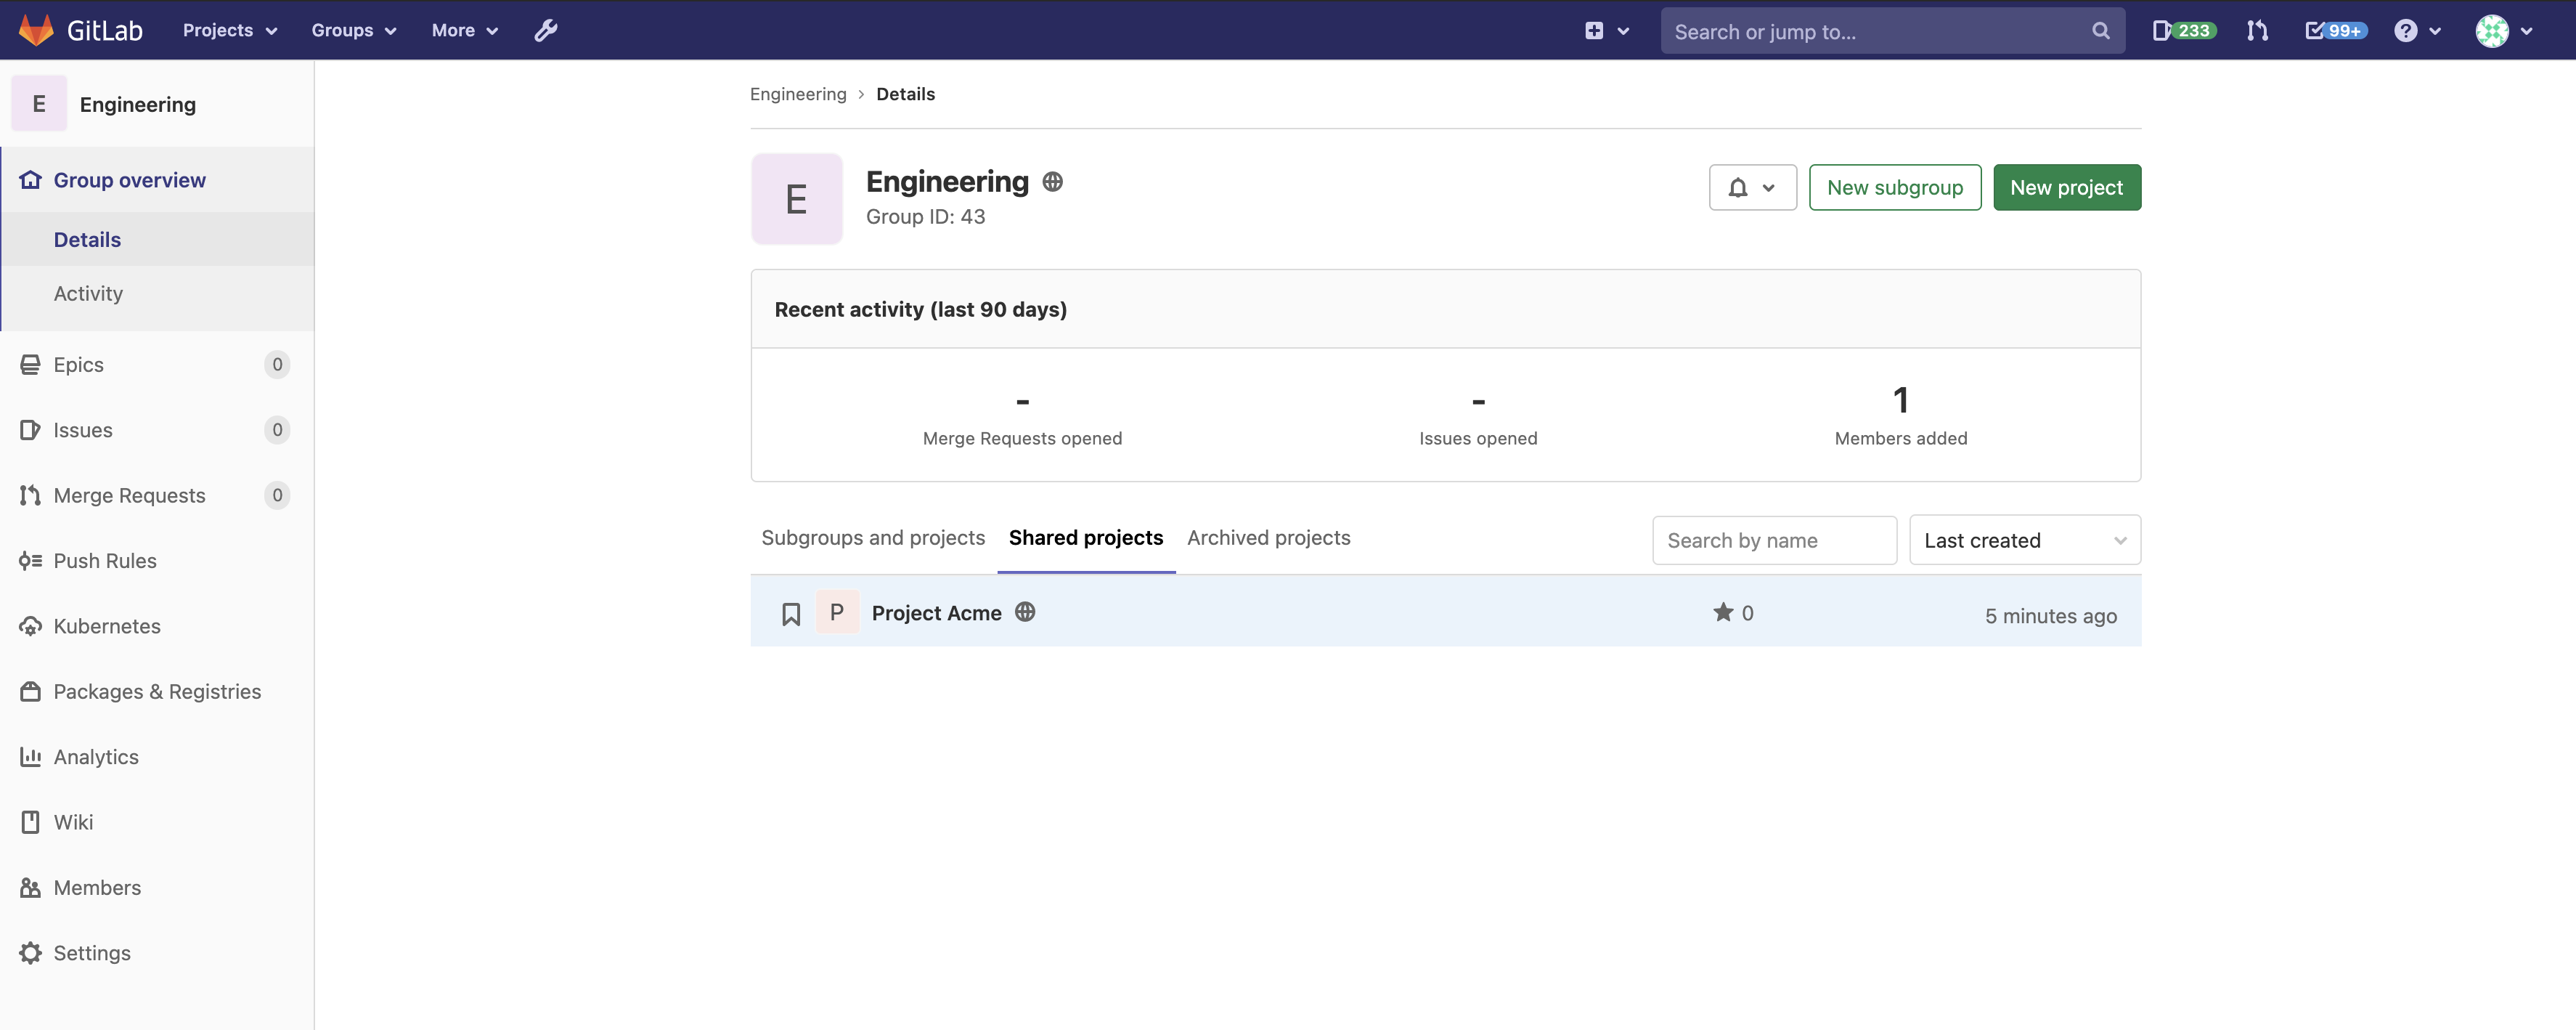 GitLab Projects Groups More Search or jump to... 233 99+
E Engineering
Group overview
Details
Activity
Epics 0
Issues 0
Merge Requests 0
Push Rules
Kubernetes
Packages & Registries
Analytics
Wiki
Members
Settings
Engineering > Details
E
Engineering
Group ID: 43
New subgroup New project
Recent activity (last 90 days)
- - 1
Merge Requests opened Issues opened Members added
Subgroups and projects Shared projects Archived projects Search by name Last created
P Project Acme 0 5 minutes ago